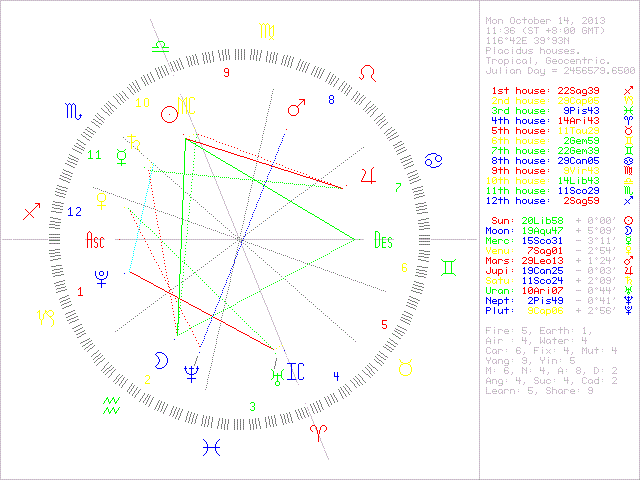 Mon October 14, 2013
11:36 (ST +8:00 GMT)
116°42E 39°93N
Placidus houses.
Tropical, Geocentric.
Julian Day = 2456579.6500
1st house: 22Sag39
2nd house: 29Cap05
3rd house: 9Pis43
4th house: 14Ari43
5th house: 11Tau29
6th house: 2Gem59
7th house: 22Gem39
8th house: 29Can05
9th house: 9Vir43
10th house: 14Lib43
11th house: 11Sco29
12th house: 2Sag59
Sun: 20Lib58 + 0°00'
Moon: 19Aqu47 + 5°09'
Merc: 15Sco31 - 3°11'
Venu: 7Sag01 - 2°54'
Mars: 29Leo13 + 1°24'
Jupi: 19Can25 - 0°03'
Satu: 11Sco24 + 2°09'
Uran: 10Ari07 - 0°44'
Nept: 2Pis49 - 0°41'
Plut: 9Cap08 + 2°56'
Fire: 5, Earth: 1,
Air : 4, Water: 4
Car: 6, Fix: 4, Mut: 4
Yang: 9, Yin: 5
M: 6, N: 4, A: 8, D: 2
Ang: 4, Suc: 4, Cad: 2
Learn: 5, Share: 9
9
8
10
MC
11
7
12
Asc
Des
6
1
5
2
IC
4
3